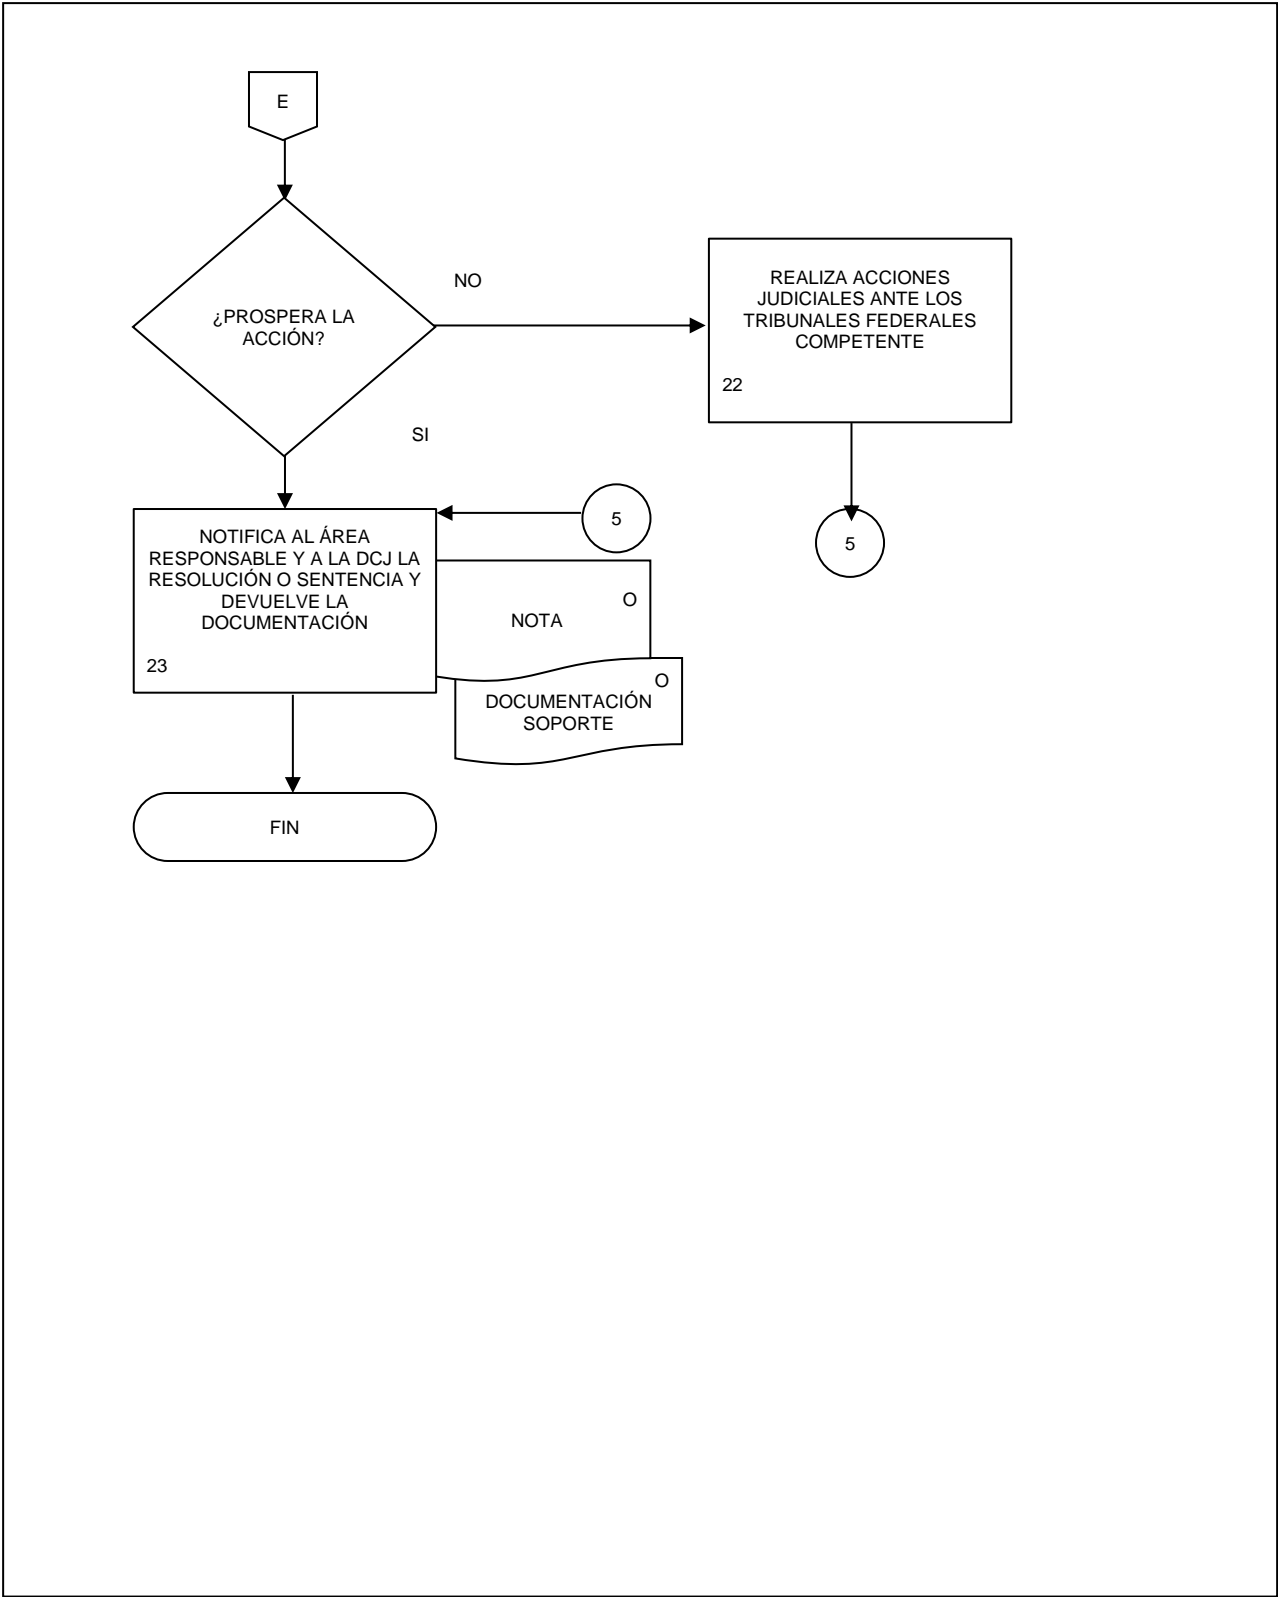 E
¿PROSPERA LA
ACCIÓN?
NO
REALIZA ACCIONES
JUDICIALES ANTE LOS
TRIBUNALES FEDERALES
COMPETENTE
22
SI
5
5
NOTIFICA AL ÁREA
RESPONSABLE Y A LA DCJ LA
RESOLUCIÓN O SENTENCIA Y
DEVUELVE LA
DOCUMENTACIÓN
23
O
NOTA
O
DOCUMENTACIÓN
SOPORTE
FIN